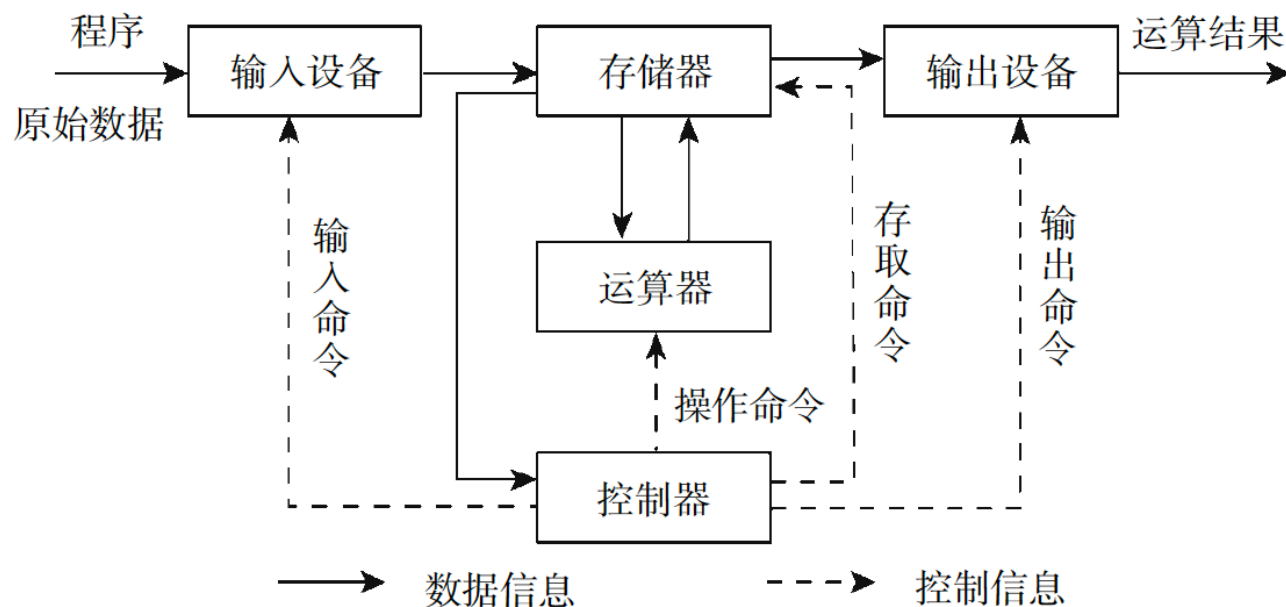 程序
原始数据
输入设备
存储器
输出设备
运算结果
输入命令
运算器
存取命令
输出命令
操作命令
控制器
数据信息
控制信息